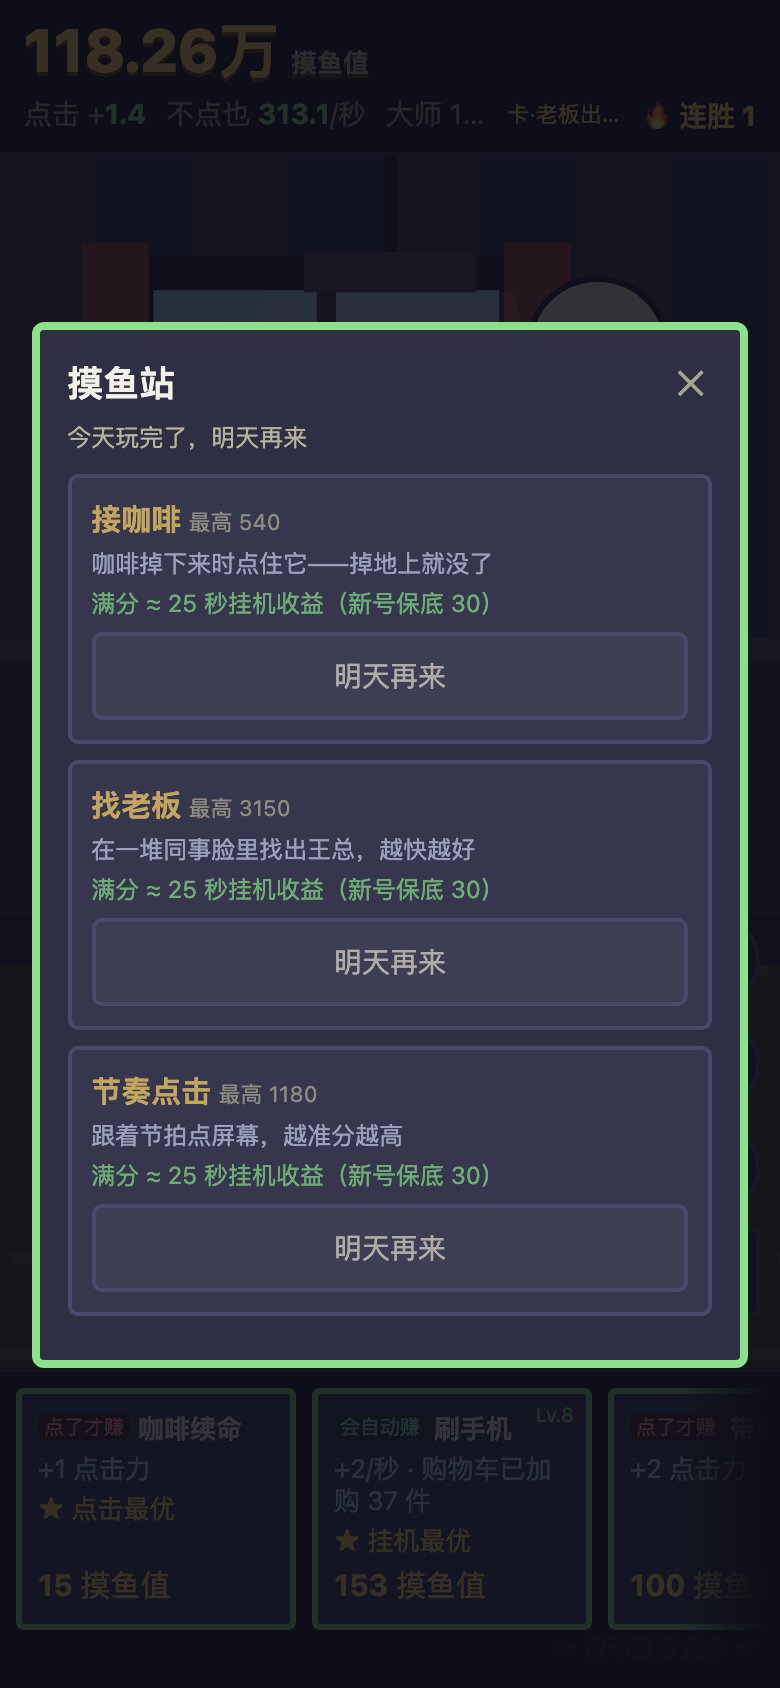 118.26万 摸鱼值
点击 +1.4 不点也 313.1/秒 大师 1... 卡·老板出... 🔥 连胜 1
摸鱼站
今天玩完了，明天再来
接咖啡 最高 540
咖啡掉下来时点住它——掉地上就没了
满分 ≈ 25 秒挂机收益（新号保底 30）
明天再来
找老板 最高 3150
在一堆同事脸里找出王总，越快越好
满分 ≈ 25 秒挂机收益（新号保底 30）
明天再来
节奏点击 最高 1180
跟着节拍点屏幕，越准分越高
满分 ≈ 25 秒挂机收益（新号保底 30）
明天再来
点了才赚 咖啡续命
+1 点击力
★ 点击最优
15 摸鱼值
会自动赚 刷手机 Lv.8
+2/秒 · 购物车已加
购 37 件
★ 挂机最优
153 摸鱼值
点了才赚 带
+2 点击力
100 摸鱼
← 滑动查看更多 →